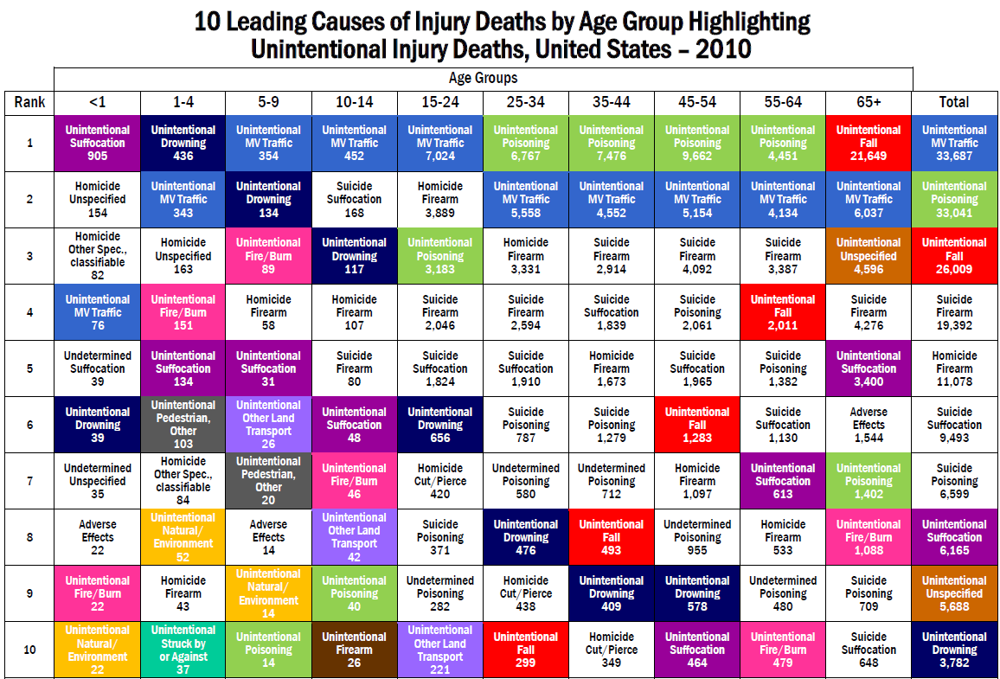 10 Leading Causes of Injury Deaths by Age Group Highlighting
Unintentional Injury Deaths, United States – 2010
Age Groups
Rank <1 1-4 5-9 10-14 15-24 25-34 35-44 45-54 55-64 65+ Total
1
Unintentional Suffocation 905
Unintentional Drowning 436
Unintentional MV Traffic 354
Unintentional MV Traffic 452
Unintentional MV Traffic 7,024
Unintentional Poisoning 6,767
Unintentional Poisoning 7,476
Unintentional Poisoning 9,662
Unintentional Poisoning 4,451
Unintentional Fall 21,649
Unintentional MV Traffic 33,687
2
Homicide Unspecified 154
Unintentional MV Traffic 343
Unintentional Drowning 134
Suicide Suffocation 168
Homicide Firearm 3,889
Unintentional MV Traffic 5,558
Unintentional MV Traffic 4,552
Unintentional MV Traffic 5,154
Unintentional MV Traffic 4,134
Unintentional MV Traffic 6,037
Unintentional Poisoning 33,041
3
Homicide Other Spec., classifiable 82
Homicide Unspecified 163
Unintentional Fire/Burn 89
Unintentional Drowning 117
Unintentional Poisoning 3,183
Homicide Firearm 3,331
Suicide Firearm 2,914
Suicide Firearm 4,092
Suicide Firearm 3,387
Unintentional Unspecified 4,596
Unintentional Fall 26,009
4
Unintentional MV Traffic 76
Unintentional Fire/Burn 151
Homicide Firearm 58
Homicide Firearm 107
Suicide Firearm 2,046
Suicide Firearm 2,594
Suicide Suffocation 1,839
Suicide Poisoning 2,061
Unintentional Fall 2,011
Suicide Firearm 4,276
Suicide Firearm 19,392
5
Undetermined Suffocation 39
Unintentional Suffocation 134
Unintentional Suffocation 31
Suicide Firearm 80
Suicide Suffocation 1,824
Suicide Suffocation 1,910
Homicide Firearm 1,673
Suicide Suffocation 1,965
Suicide Poisoning 1,382
Unintentional Suffocation 3,400
Homicide Firearm 11,078
6
Unintentional Drowning 39
Unintentional Pedestrian, Other 103
Unintentional Other Land Transport 26
Unintentional Suffocation 48
Unintentional Drowning 656
Suicide Poisoning 787
Suicide Poisoning 1,279
Unintentional Fall 1,283
Suicide Suffocation 1,130
Adverse Effects 1,544
Suicide Suffocation 9,493
7
Undetermined Unspecified 35
Homicide Other Spec., classifiable 84
Unintentional Pedestrian, Other 20
Unintentional Fire/Burn 46
Homicide Cut/Pierce 420
Undetermined Poisoning 580
Undetermined Poisoning 712
Homicide Firearm 1,097
Unintentional Suffocation 613
Unintentional Poisoning 1,402
Suicide Poisoning 6,599
8
Adverse Effects 22
Unintentional Natural/ Environment 52
Adverse Effects 14
Unintentional Other Land Transport 42
Suicide Poisoning 371
Unintentional Drowning 476
Unintentional Fall 493
Undetermined Poisoning 955
Homicide Firearm 533
Unintentional Fire/Burn 1,088
Unintentional Suffocation 6,165
9
Unintentional Fire/Burn 22
Homicide Firearm 43
Unintentional Natural/ Environment 14
Unintentional Poisoning 40
Undetermined Poisoning 282
Homicide Cut/Pierce 438
Unintentional Drowning 409
Unintentional Drowning 578
Undetermined Poisoning 480
Suicide Poisoning 709
Unintentional Unspecified 5,688
10
Unintentional Natural/ Environment 22
Unintentional Struck by or Against 37
Unintentional Poisoning 14
Unintentional Firearm 26
Unintentional Other Land Transport 221
Unintentional Fall 299
Homicide Cut/Pierce 349
Unintentional Suffocation 464
Unintentional Fire/Burn 479
Suicide Suffocation 648
Unintentional Drowning 3,782